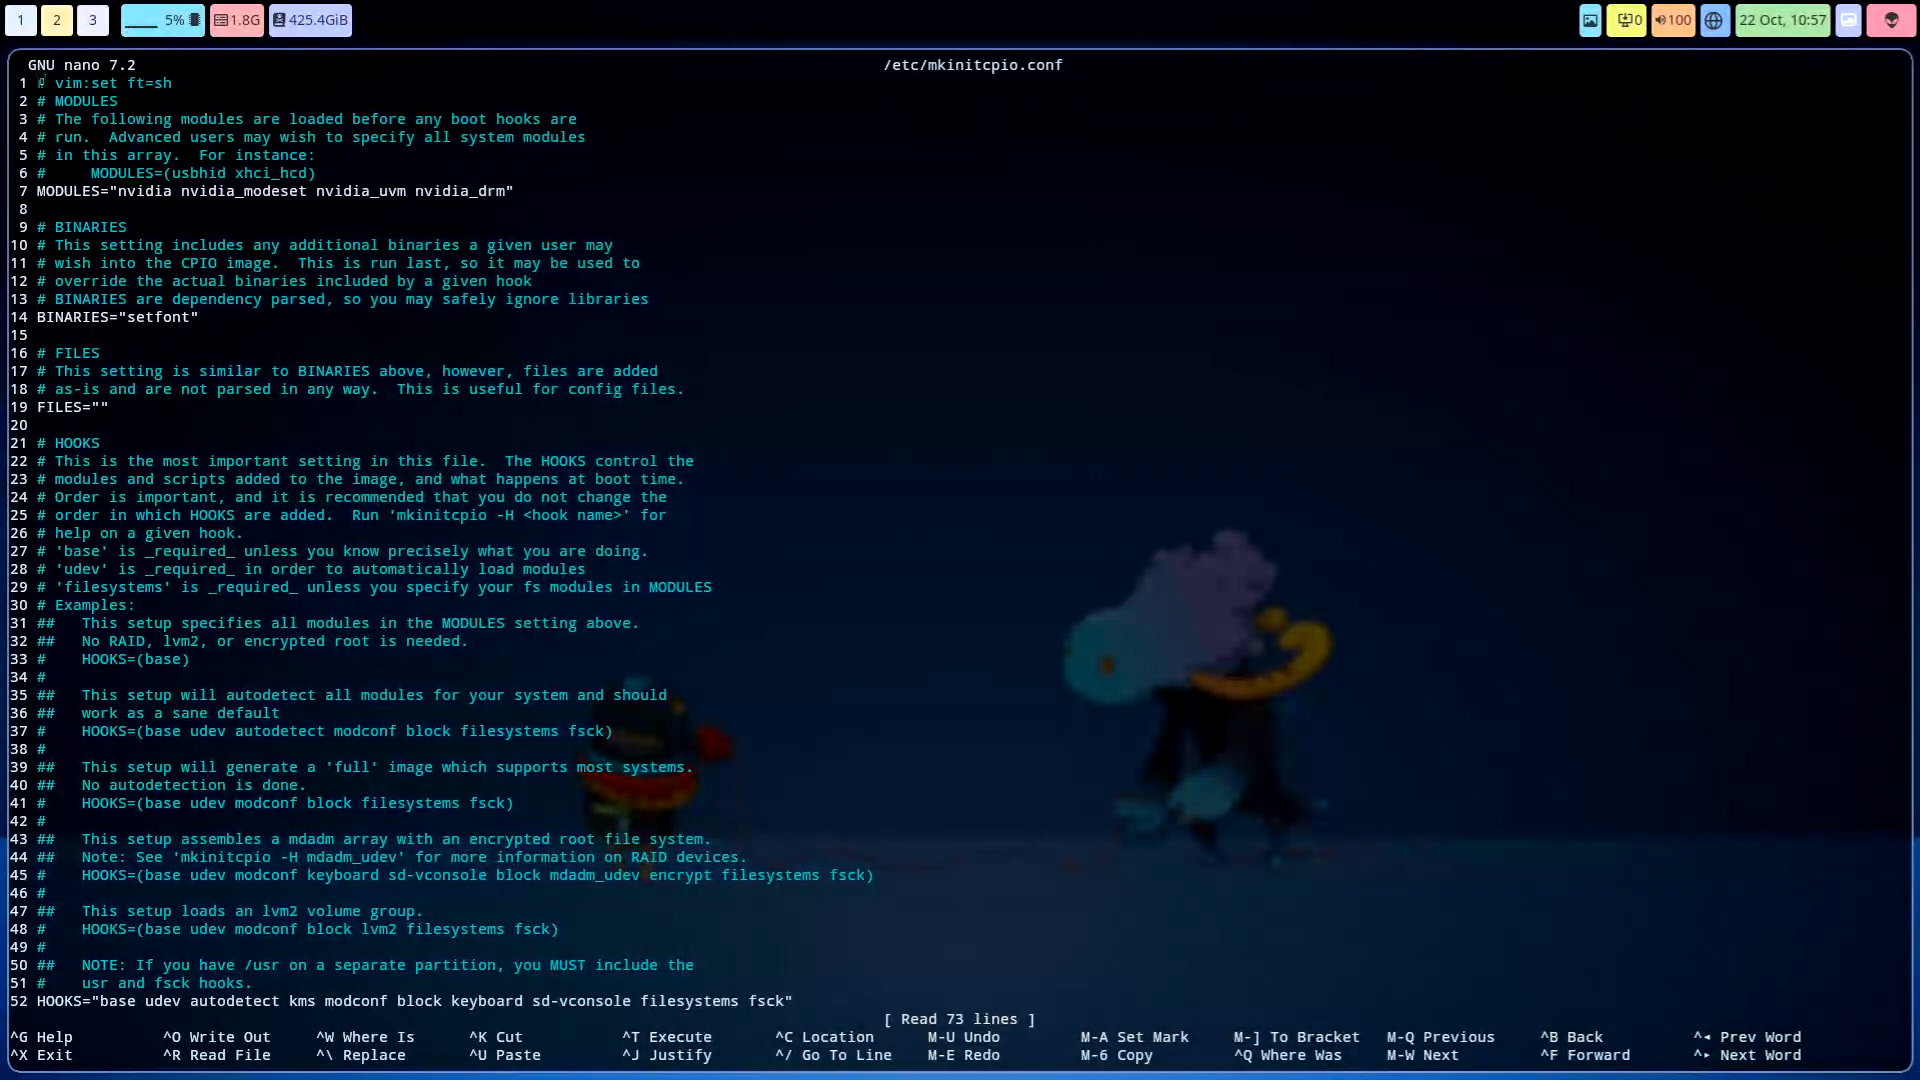 1 2 3 5% 1.8G 425.4GiB 0 100 22 Oct, 10:57
GNU nano 7.2 /etc/mkinitcpio.conf
1 # vim:set ft=sh
2 # MODULES
3 # The following modules are loaded before any boot hooks are
4 # run.  Advanced users may wish to specify all system modules
5 # in this array.  For instance:
6 #     MODULES=(usbhid xhci_hcd)
7 MODULES="nvidia nvidia_modeset nvidia_uvm nvidia_drm"
8
9 # BINARIES
10 # This setting includes any additional binaries a given user may
11 # wish into the CPIO image.  This is run last, so it may be used to
12 # override the actual binaries included by a given hook
13 # BINARIES are dependency parsed, so you may safely ignore libraries
14 BINARIES="setfont"
15
16 # FILES
17 # This setting is similar to BINARIES above, however, files are added
18 # as-is and are not parsed in any way.  This is useful for config files.
19 FILES=""
20
21 # HOOKS
22 # This is the most important setting in this file.  The HOOKS control the
23 # modules and scripts added to the image, and what happens at boot time.
24 # Order is important, and it is recommended that you do not change the
25 # order in which HOOKS are added.  Run 'mkinitcpio -H <hook name>' for
26 # help on a given hook.
27 # 'base' is _required_ unless you know precisely what you are doing.
28 # 'udev' is _required_ in order to automatically load modules
29 # 'filesystems' is _required_ unless you specify your fs modules in MODULES
30 # Examples:
31 ##   This setup specifies all modules in the MODULES setting above.
32 ##   No RAID, lvm2, or encrypted root is needed.
33 #    HOOKS=(base)
34 #
35 ##   This setup will autodetect all modules for your system and should
36 ##   work as a sane default
37 #    HOOKS=(base udev autodetect modconf block filesystems fsck)
38 #
39 ##   This setup will generate a 'full' image which supports most systems.
40 ##   No autodetection is done.
41 #    HOOKS=(base udev modconf block filesystems fsck)
42 #
43 ##   This setup assembles a mdadm array with an encrypted root file system.
44 ##   Note: See 'mkinitcpio -H mdadm_udev' for more information on RAID devices.
45 #    HOOKS=(base udev modconf keyboard sd-vconsole block mdadm_udev encrypt filesystems fsck)
46 #
47 ##   This setup loads an lvm2 volume group.
48 #    HOOKS=(base udev modconf block lvm2 filesystems fsck)
49 #
50 ##   NOTE: If you have /usr on a separate partition, you MUST include the
51 #    usr and fsck hooks.
52 HOOKS="base udev autodetect kms modconf block keyboard sd-vconsole filesystems fsck"
[ Read 73 lines ]
^G Help ^O Write Out ^W Where Is ^K Cut ^T Execute ^C Location M-U Undo M-A Set Mark M-] To Bracket M-Q Previous ^B Back ^◂ Prev Word
^X Exit ^R Read File ^\ Replace ^U Paste ^J Justify ^/ Go To Line M-E Redo M-6 Copy ^Q Where Was M-W Next ^F Forward ^▸ Next Word